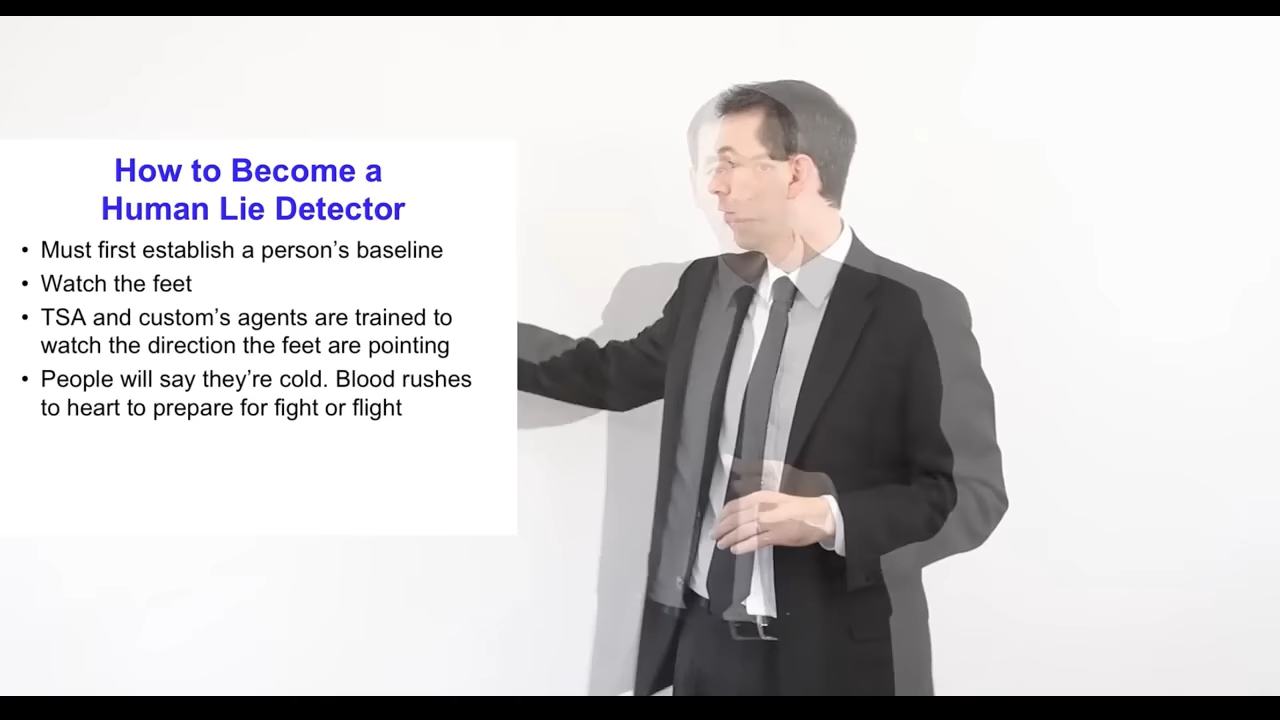 How to Become a
Human Lie Detector
• Must first establish a person’s baseline
• Watch the feet
• TSA and custom’s agents are trained to
watch the direction the feet are pointing
• People will say they’re cold. Blood rushes
to heart to prepare for fight or flight